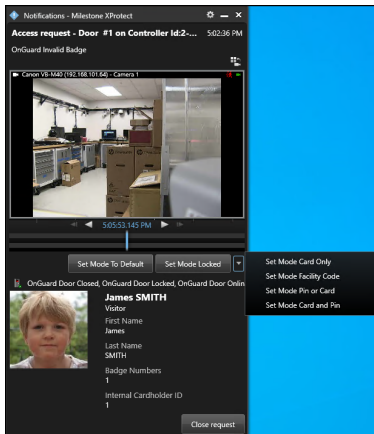 Notifications - Milestone XProtect
Access request - Door #1 on Controller Id:2-... 5:02:36 PM
OnGuard Invalid Badge
Canon VB-M40 (192.168.101.64) - Camera 1
5:05:53.145 PM
Set Mode To Default
Set Mode Locked
Set Mode Card Only
Set Mode Facility Code
Set Mode Pin or Card
Set Mode Card and Pin
OnGuard Door Closed, OnGuard Door Locked, OnGuard Door Onlin
James SMITH
Visitor
First Name
James
Last Name
SMITH
Badge Numbers
1
Internal Cardholder ID
1
Close request